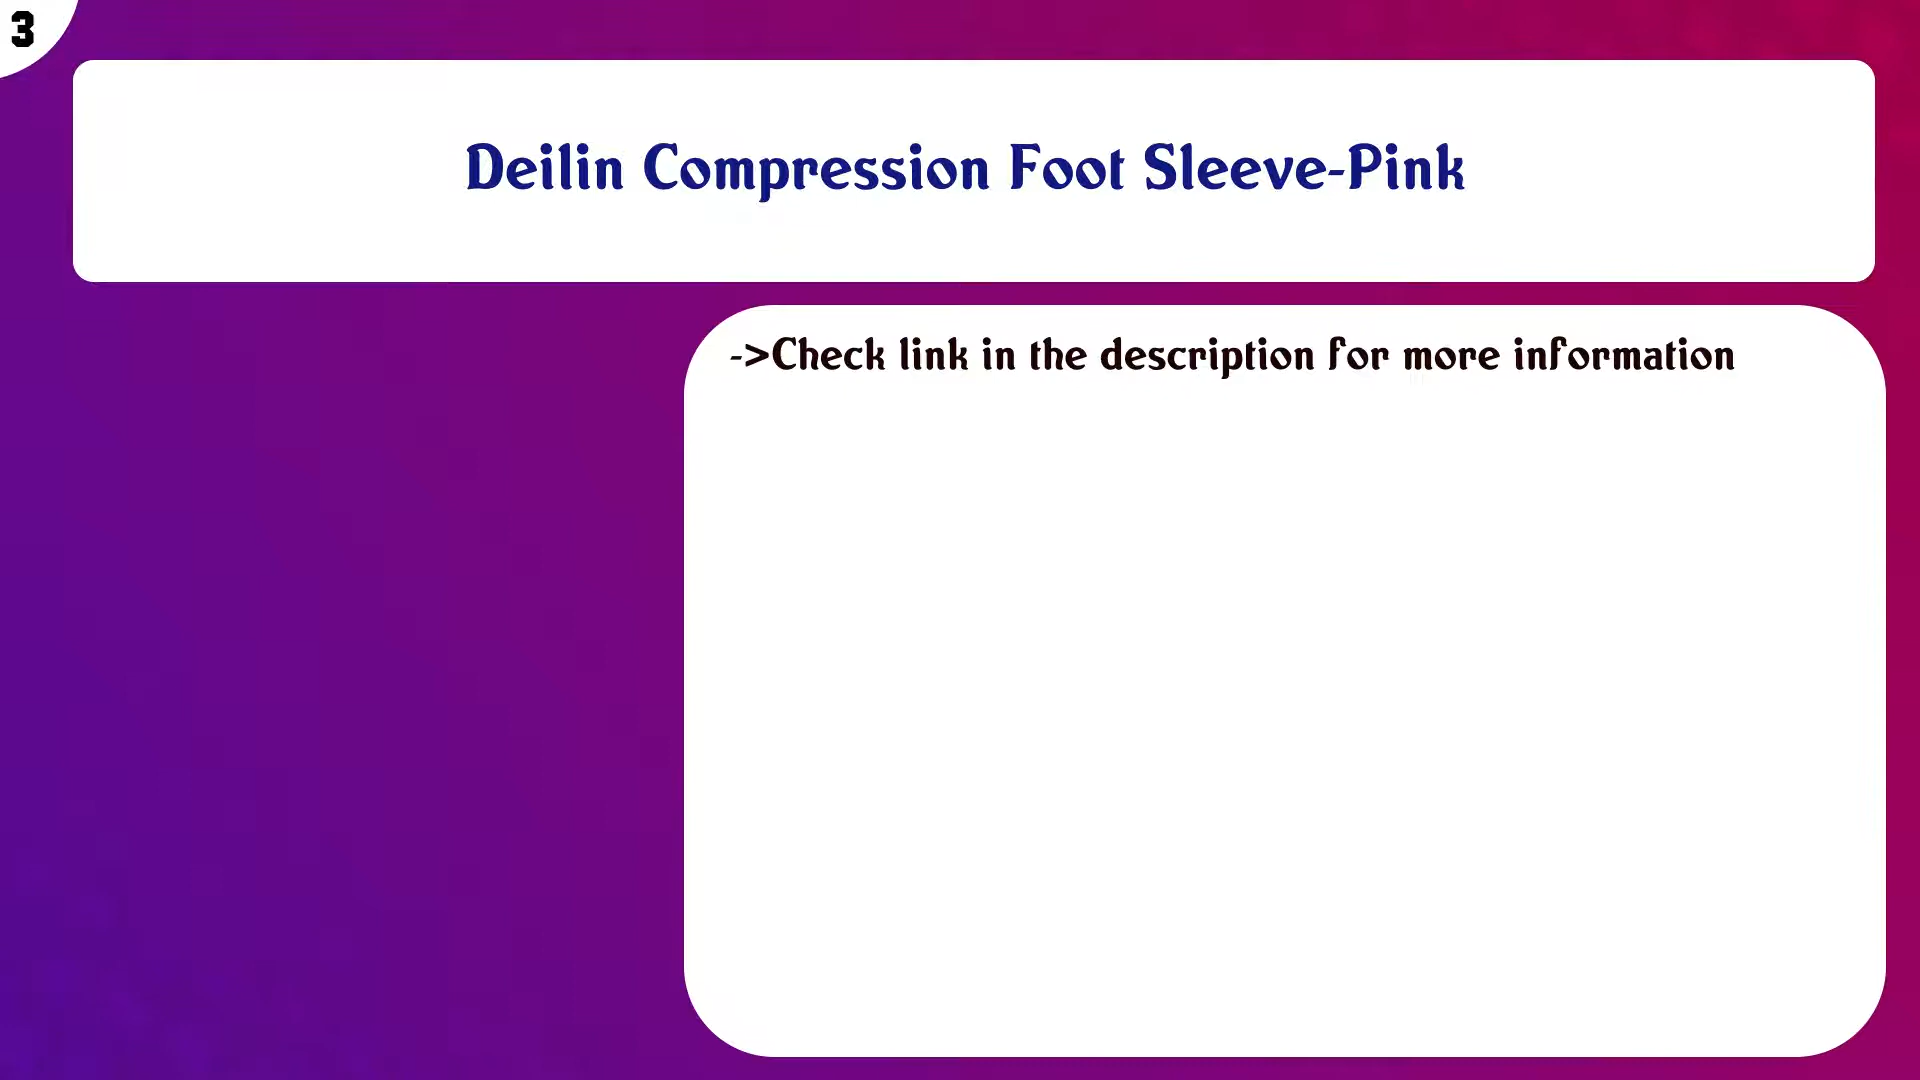 3
Deilin Compression Foot Sleeve-Pink
->Check link in the description for more information